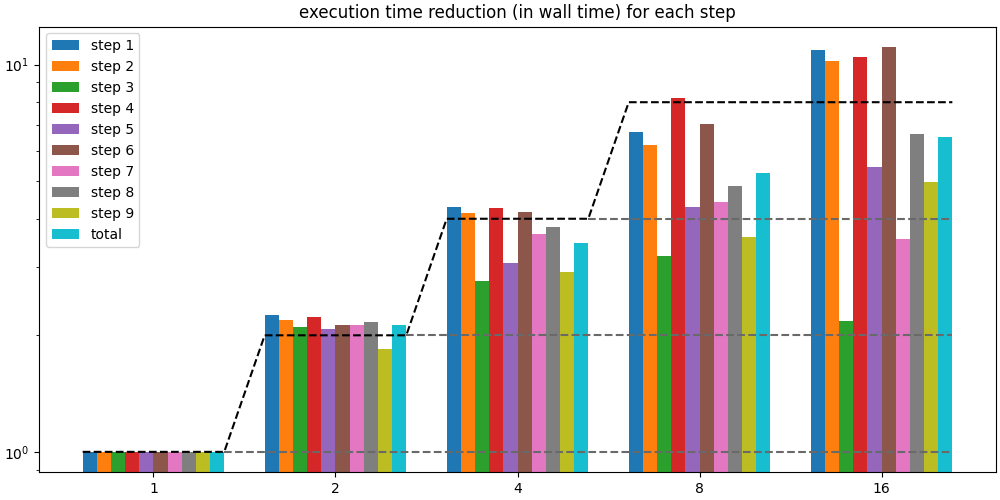 execution time reduction (in wall time) for each step
step 1
step 2
step 3
step 4
step 5
step 6
step 7
step 8
step 9
total
10¹
10⁰
1 2 4 8 16